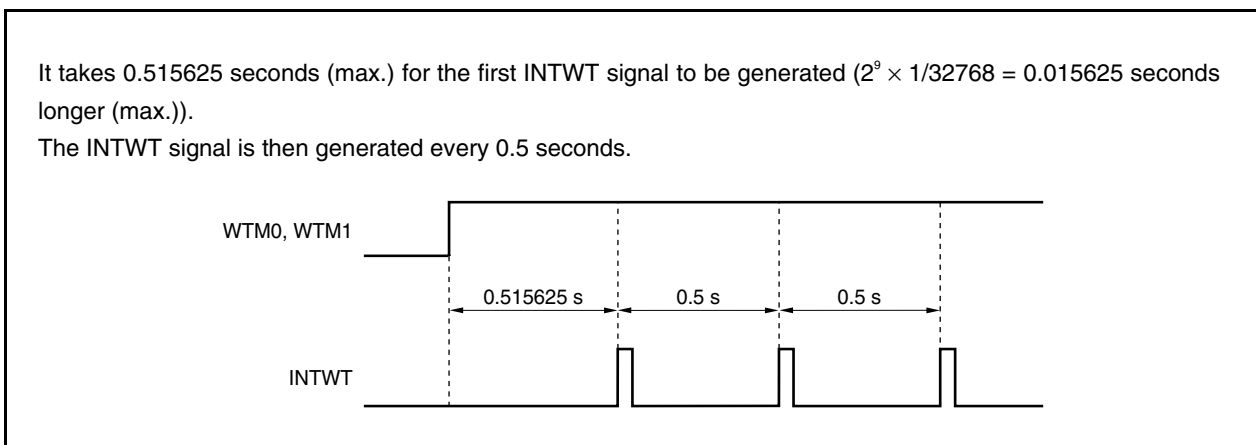 It takes 0.515625 seconds (max.) for the first INTWT signal to be generated (2⁹ × 1/32768 = 0.015625 seconds
longer (max.)).
The INTWT signal is then generated every 0.5 seconds.
WTM0, WTM1
0.515625 s
0.5 s
0.5 s
INTWT